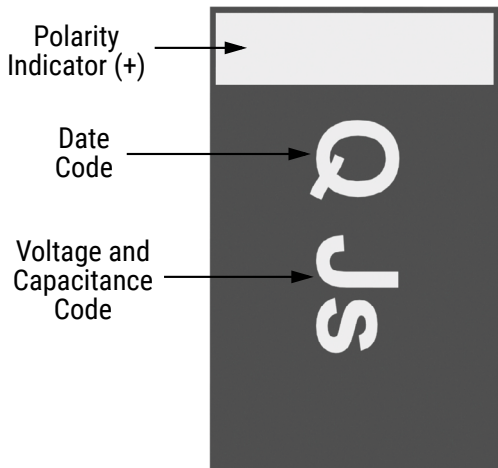 Polarity
Indicator (+)
Date
Code
Q
Voltage and
Capacitance
Code
Js